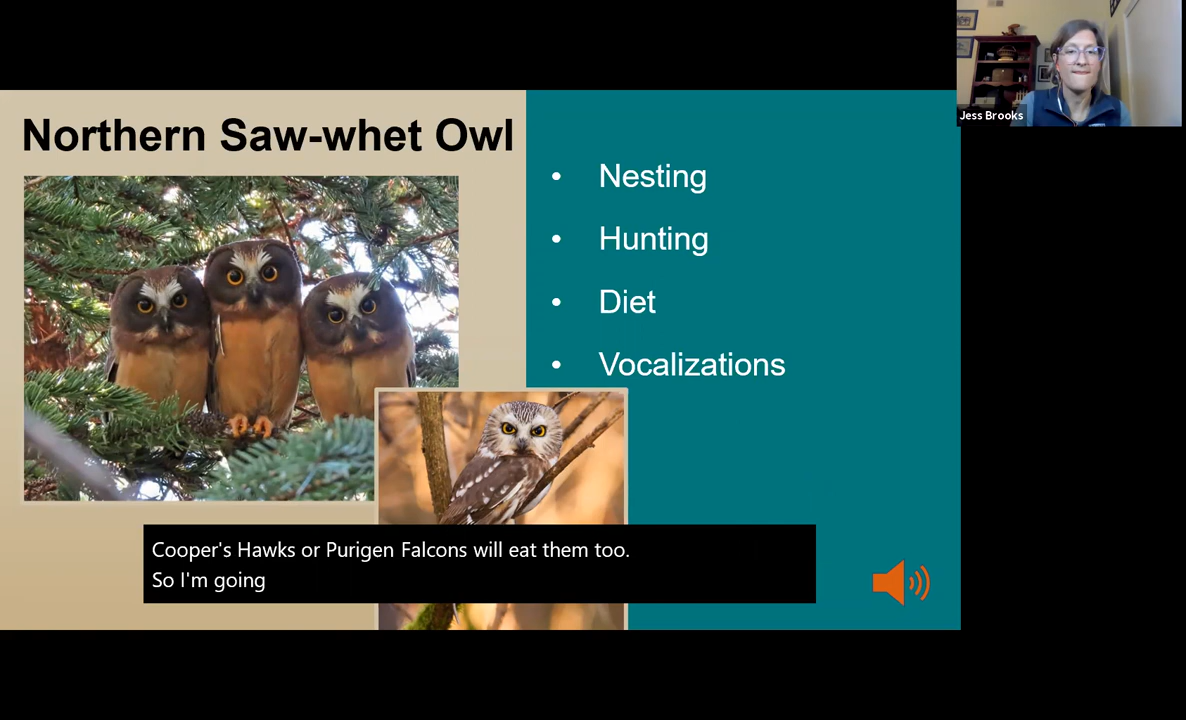 Jess Brooks
Northern Saw-whet Owl
• Nesting
• Hunting
• Diet
• Vocalizations
Cooper's Hawks or Purigen Falcons will eat them too.
So I'm going